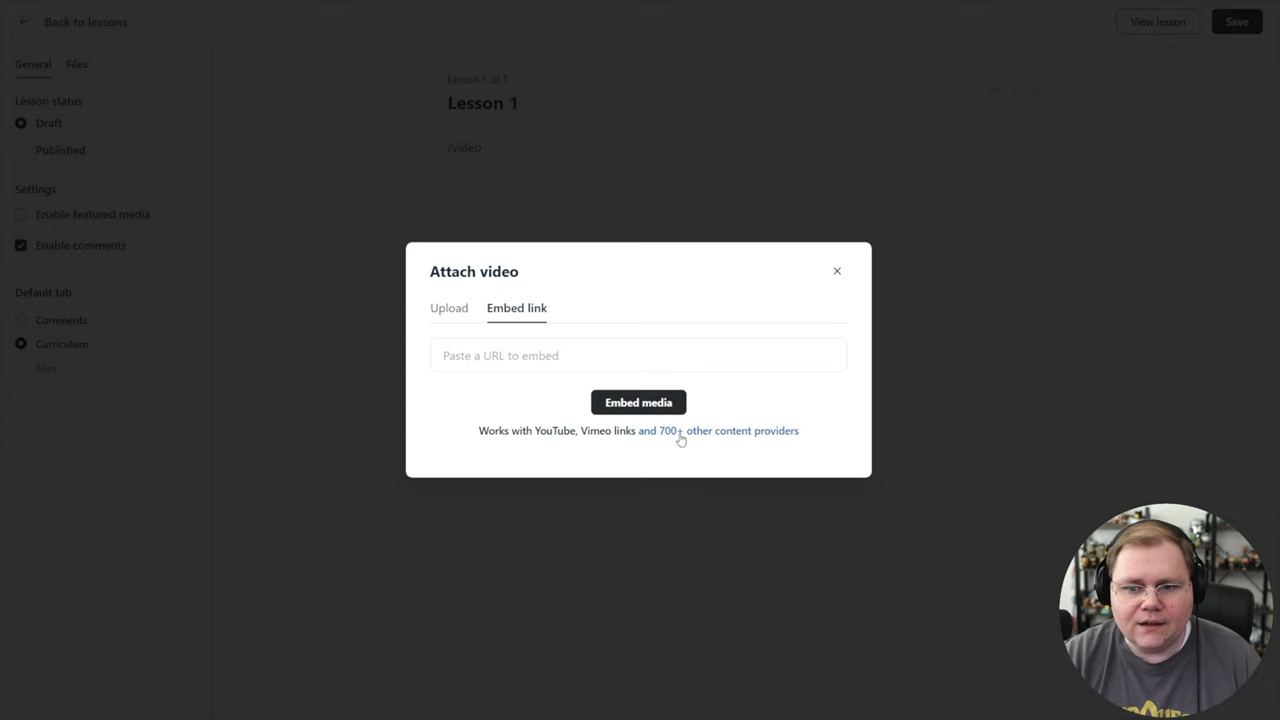 Back to lessons
View lesson
Save
General
Files
Lesson status
Draft
Published
Settings
Enable featured media
Enable comments
Default tab
Comments
Curriculum
Files
Lesson 1 of 1
Lesson 1
/video
Attach video
Upload
Embed link
Paste a URL to embed
Embed media
Works with YouTube, Vimeo links and 700+ other content providers